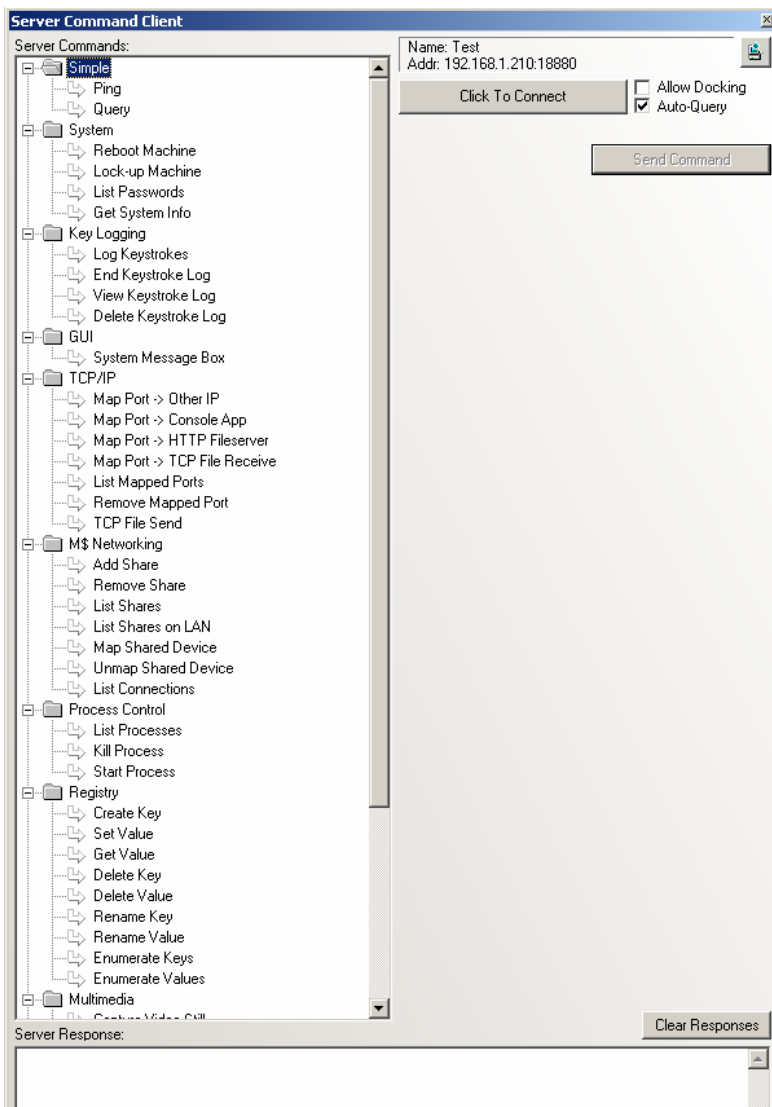 Server Command Client
Server Commands:
Simple
Ping
Query
System
Reboot Machine
Lock-up Machine
List Passwords
Get System Info
Key Logging
Log Keystrokes
End Keystroke Log
View Keystroke Log
Delete Keystroke Log
GUI
System Message Box
TCP/IP
Map Port -> Other IP
Map Port -> Console App
Map Port -> HTTP Fileserver
Map Port -> TCP File Receive
List Mapped Ports
Remove Mapped Port
TCP File Send
M$ Networking
Add Share
Remove Share
List Shares
List Shares on LAN
Map Shared Device
Unmap Shared Device
List Connections
Process Control
List Processes
Kill Process
Start Process
Registry
Create Key
Set Value
Get Value
Delete Key
Delete Value
Rename Key
Rename Value
Enumerate Keys
Enumerate Values
Multimedia
Capture Video Still
Name: Test
Addr: 192.168.1.210:18880
Click To Connect
Allow Docking
Auto-Query
Send Command
Clear Responses
Server Response: